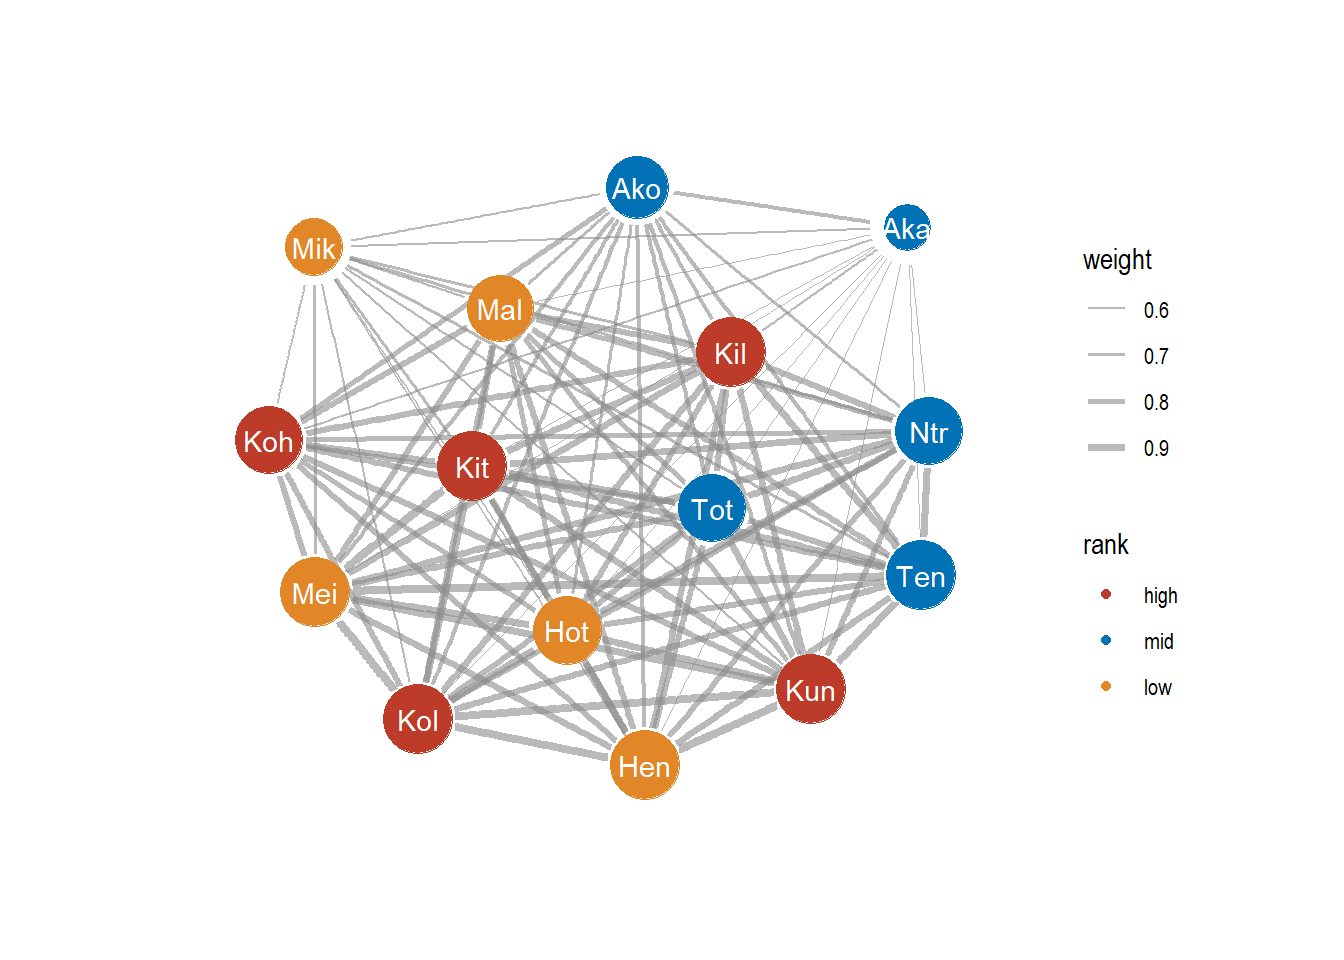 Ako
Aka
Mik
weight
Mal
0.6
Kil
0.7
0.8
Ntr
Koh
0.9
Kit
Tot
rank
Ten
Mei
high
Hot
mid
Kun
low
Kol
Hen